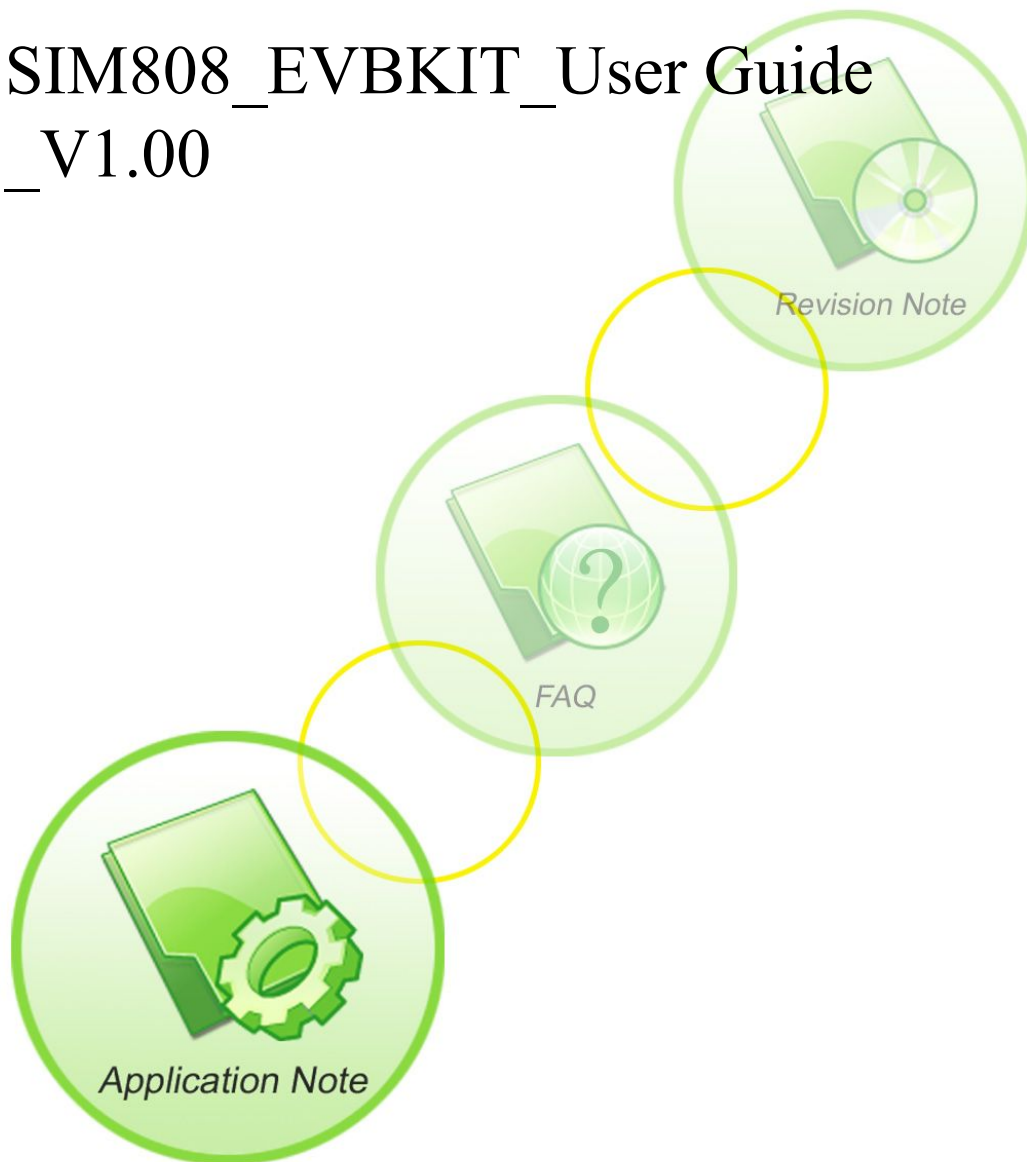 SIM808_EVBKIT_User Guide
_V1.00
Revision Note
?
FAQ
Application Note